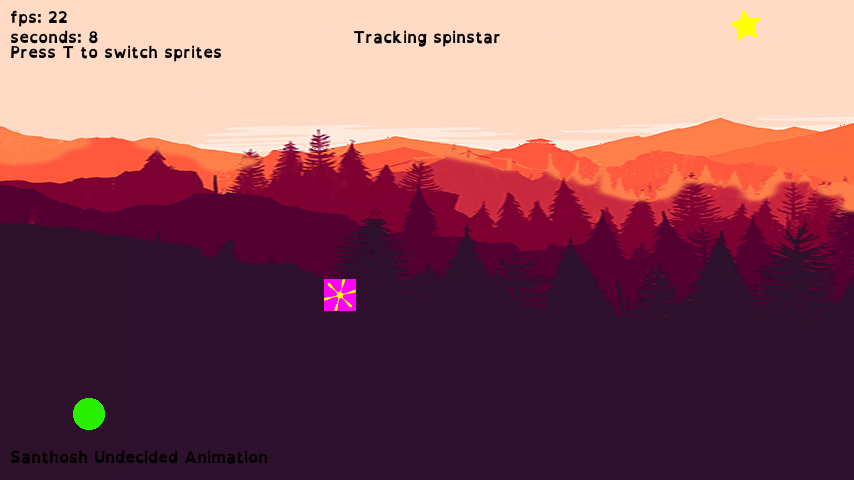 fps: 22
seconds: 8
Press T to switch sprites
Tracking spinstar
Santhosh Undecided Animation